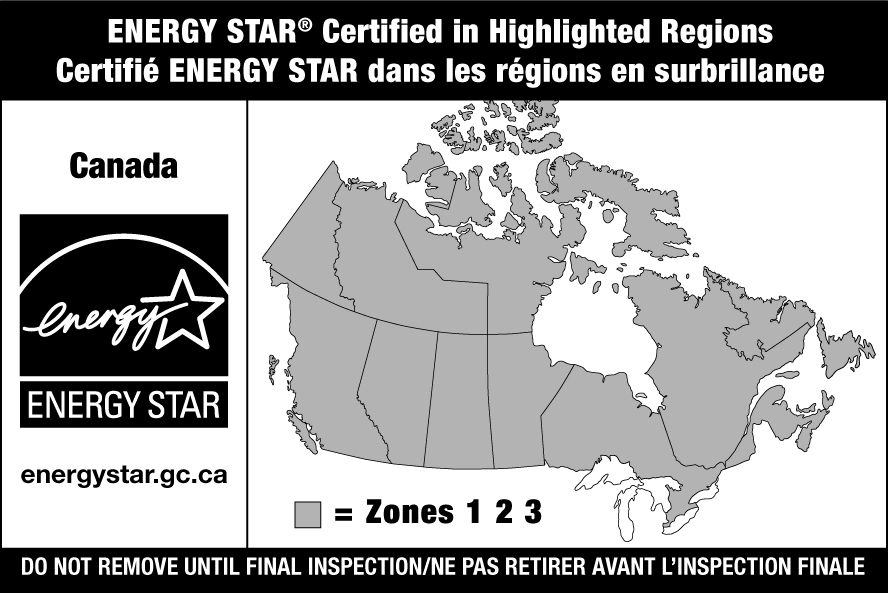 ENERGY STAR® Certified in Highlighted Regions
Certifié ENERGY STAR dans les régions en surbrillance
Canada
energy
ENERGY STAR
energystar.gc.ca
= Zones 1 2 3
DO NOT REMOVE UNTIL FINAL INSPECTION/NE PAS RETIRER AVANT L'INSPECTION FINALE